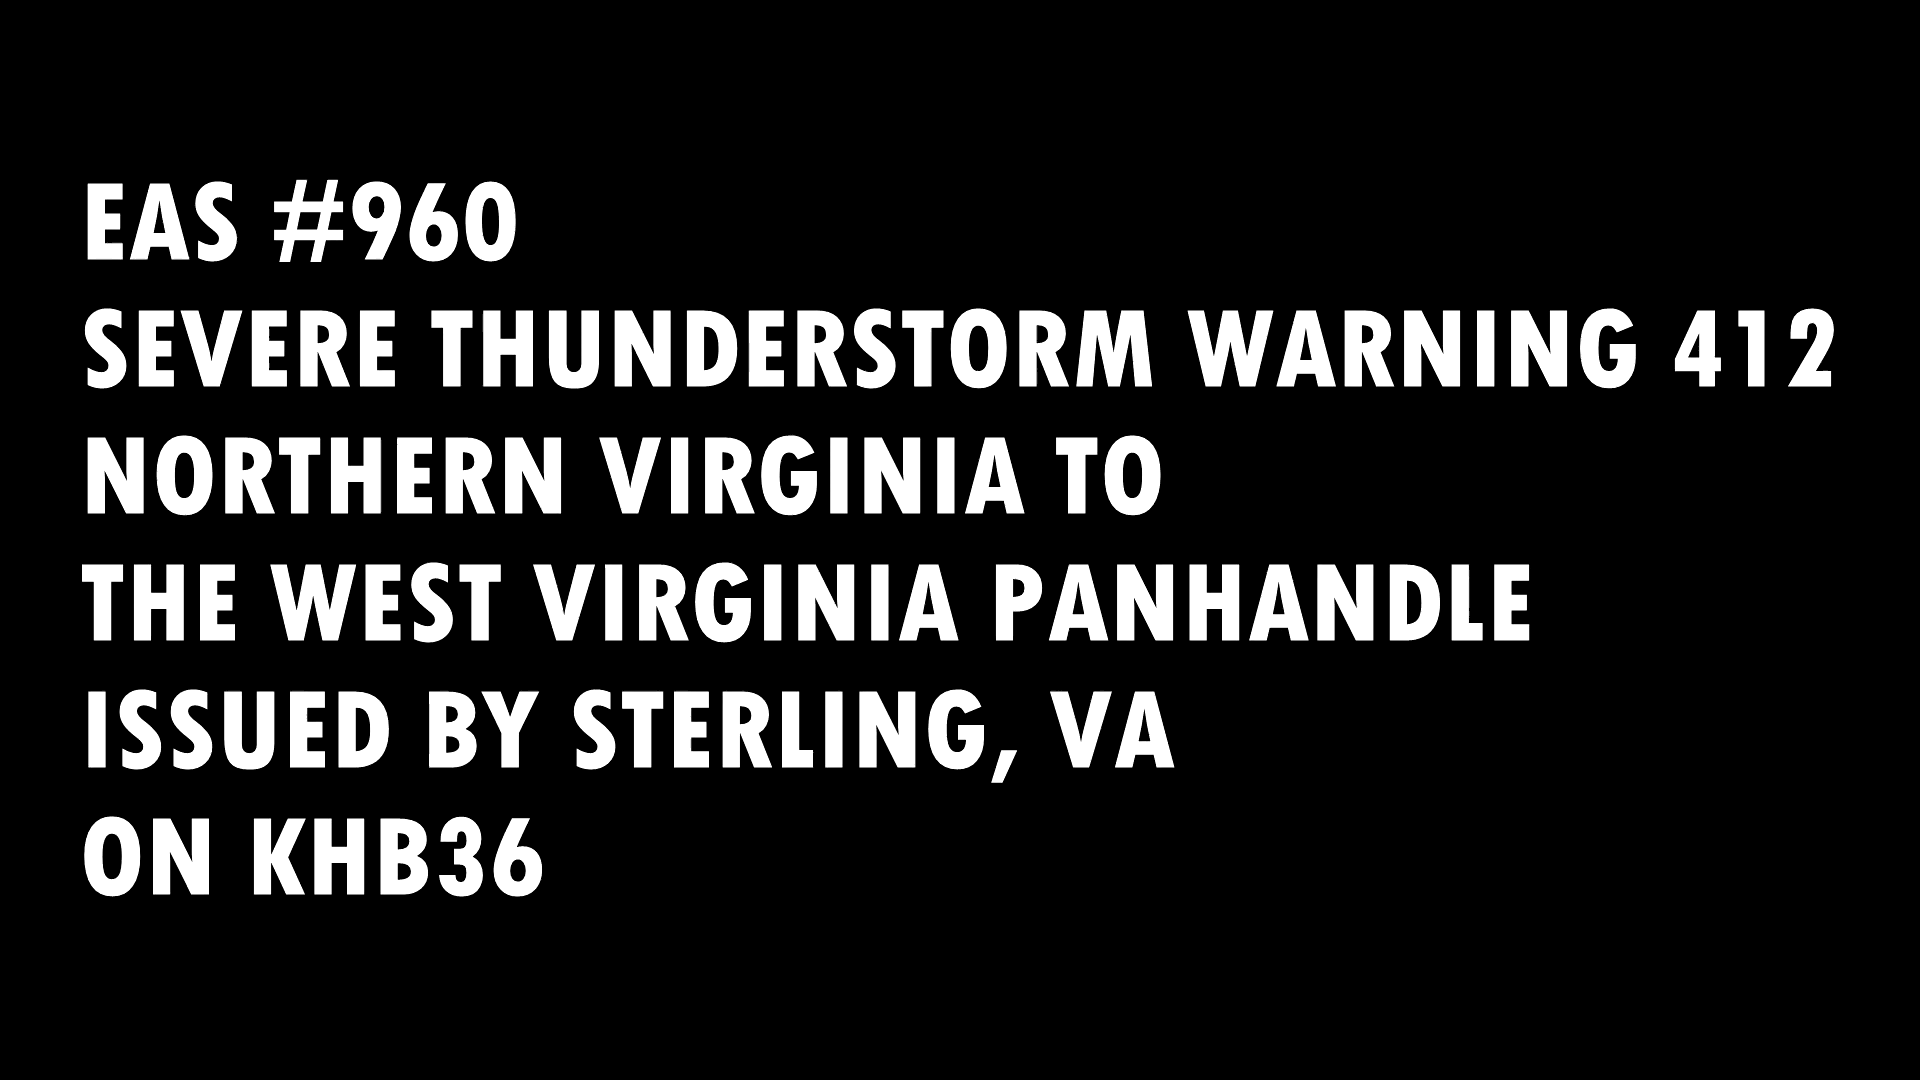 EAS #960
SEVERE THUNDERSTORM WARNING 412
NORTHERN VIRGINIA TO
THE WEST VIRGINIA PANHANDLE
ISSUED BY STERLING, VA
ON KHB36